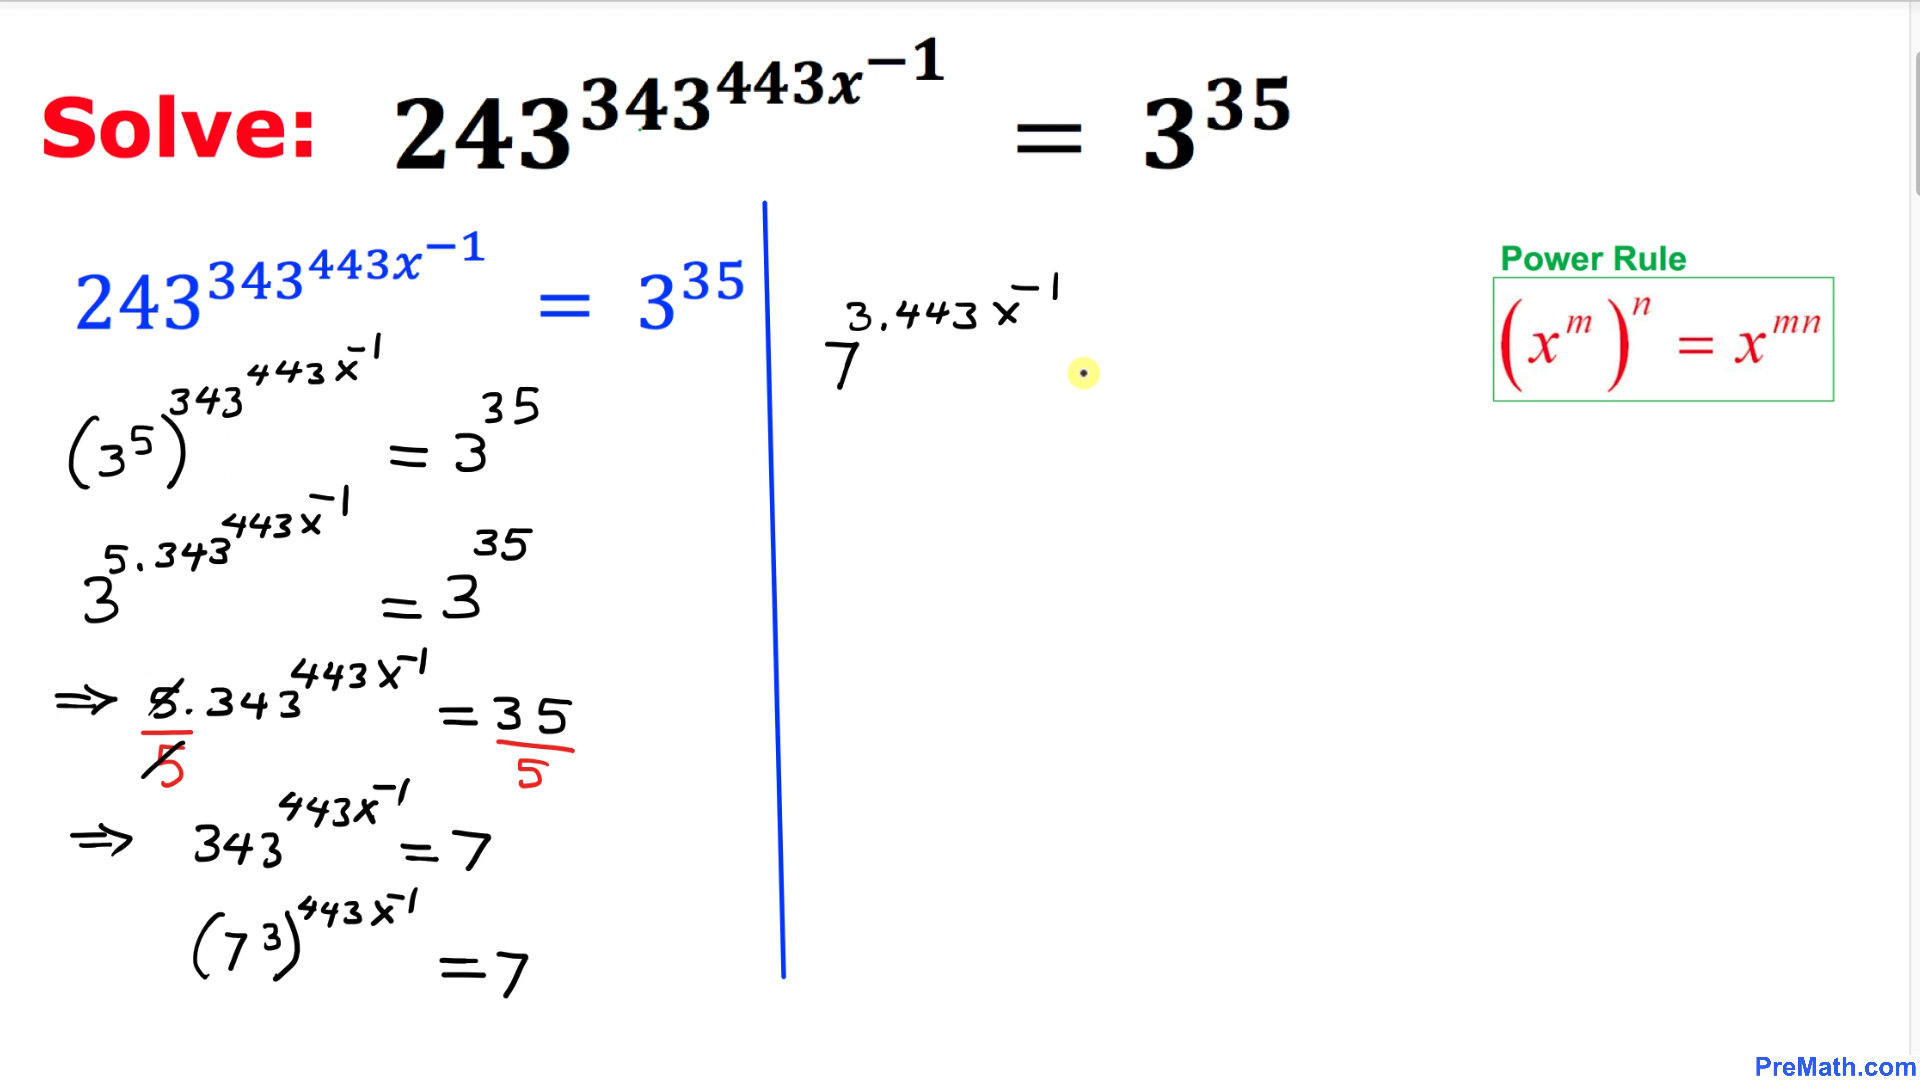 Solve: 243^343^443x^−1 = 3^35
243^343^443x^−1 = 3^35
(3^5)^343^443x^−1 = 3^35
3^5.343^443x^−1 = 3^35
⇒ 5.343^443x^−1 = 35
5 5
⇒ 343^443x^−1 = 7
(7^3)^443x^−1 = 7
7^3.443x^−1
Power Rule
(x^m)^n = x^mn
PreMath.com